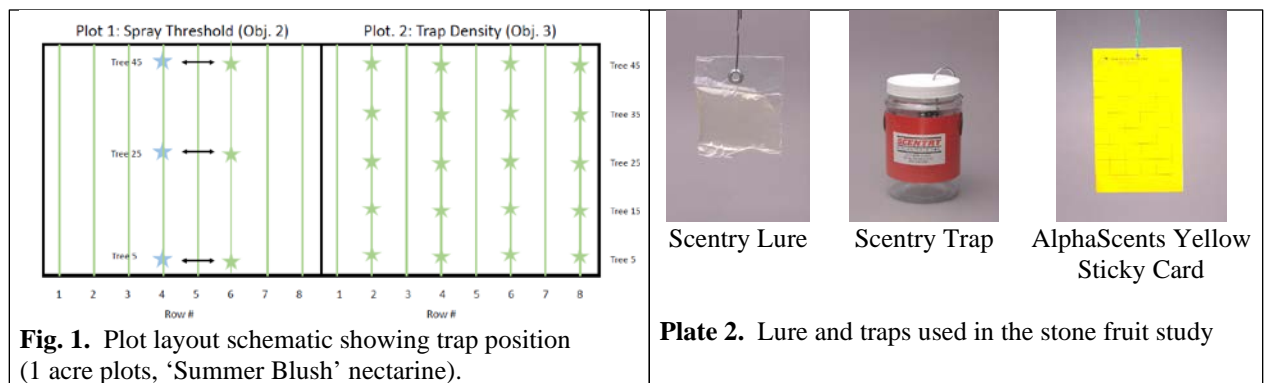 Plot 1: Spray Threshold (Obj. 2)
Plot. 2: Trap Density (Obj. 3)
Tree 45
Tree 25
Tree 5
Tree 45
Tree 35
Tree 25
Tree 15
Tree 5
1 2 3 4 5 6 7 8
Row #
1 2 3 4 5 6 7 8
Row #
Fig. 1. Plot layout schematic showing trap position
(1 acre plots, ‘Summer Blush’ nectarine).
SCENTRY
Scentry Lure
Scentry Trap
AlphaScents Yellow
Sticky Card
Plate 2. Lure and traps used in the stone fruit study